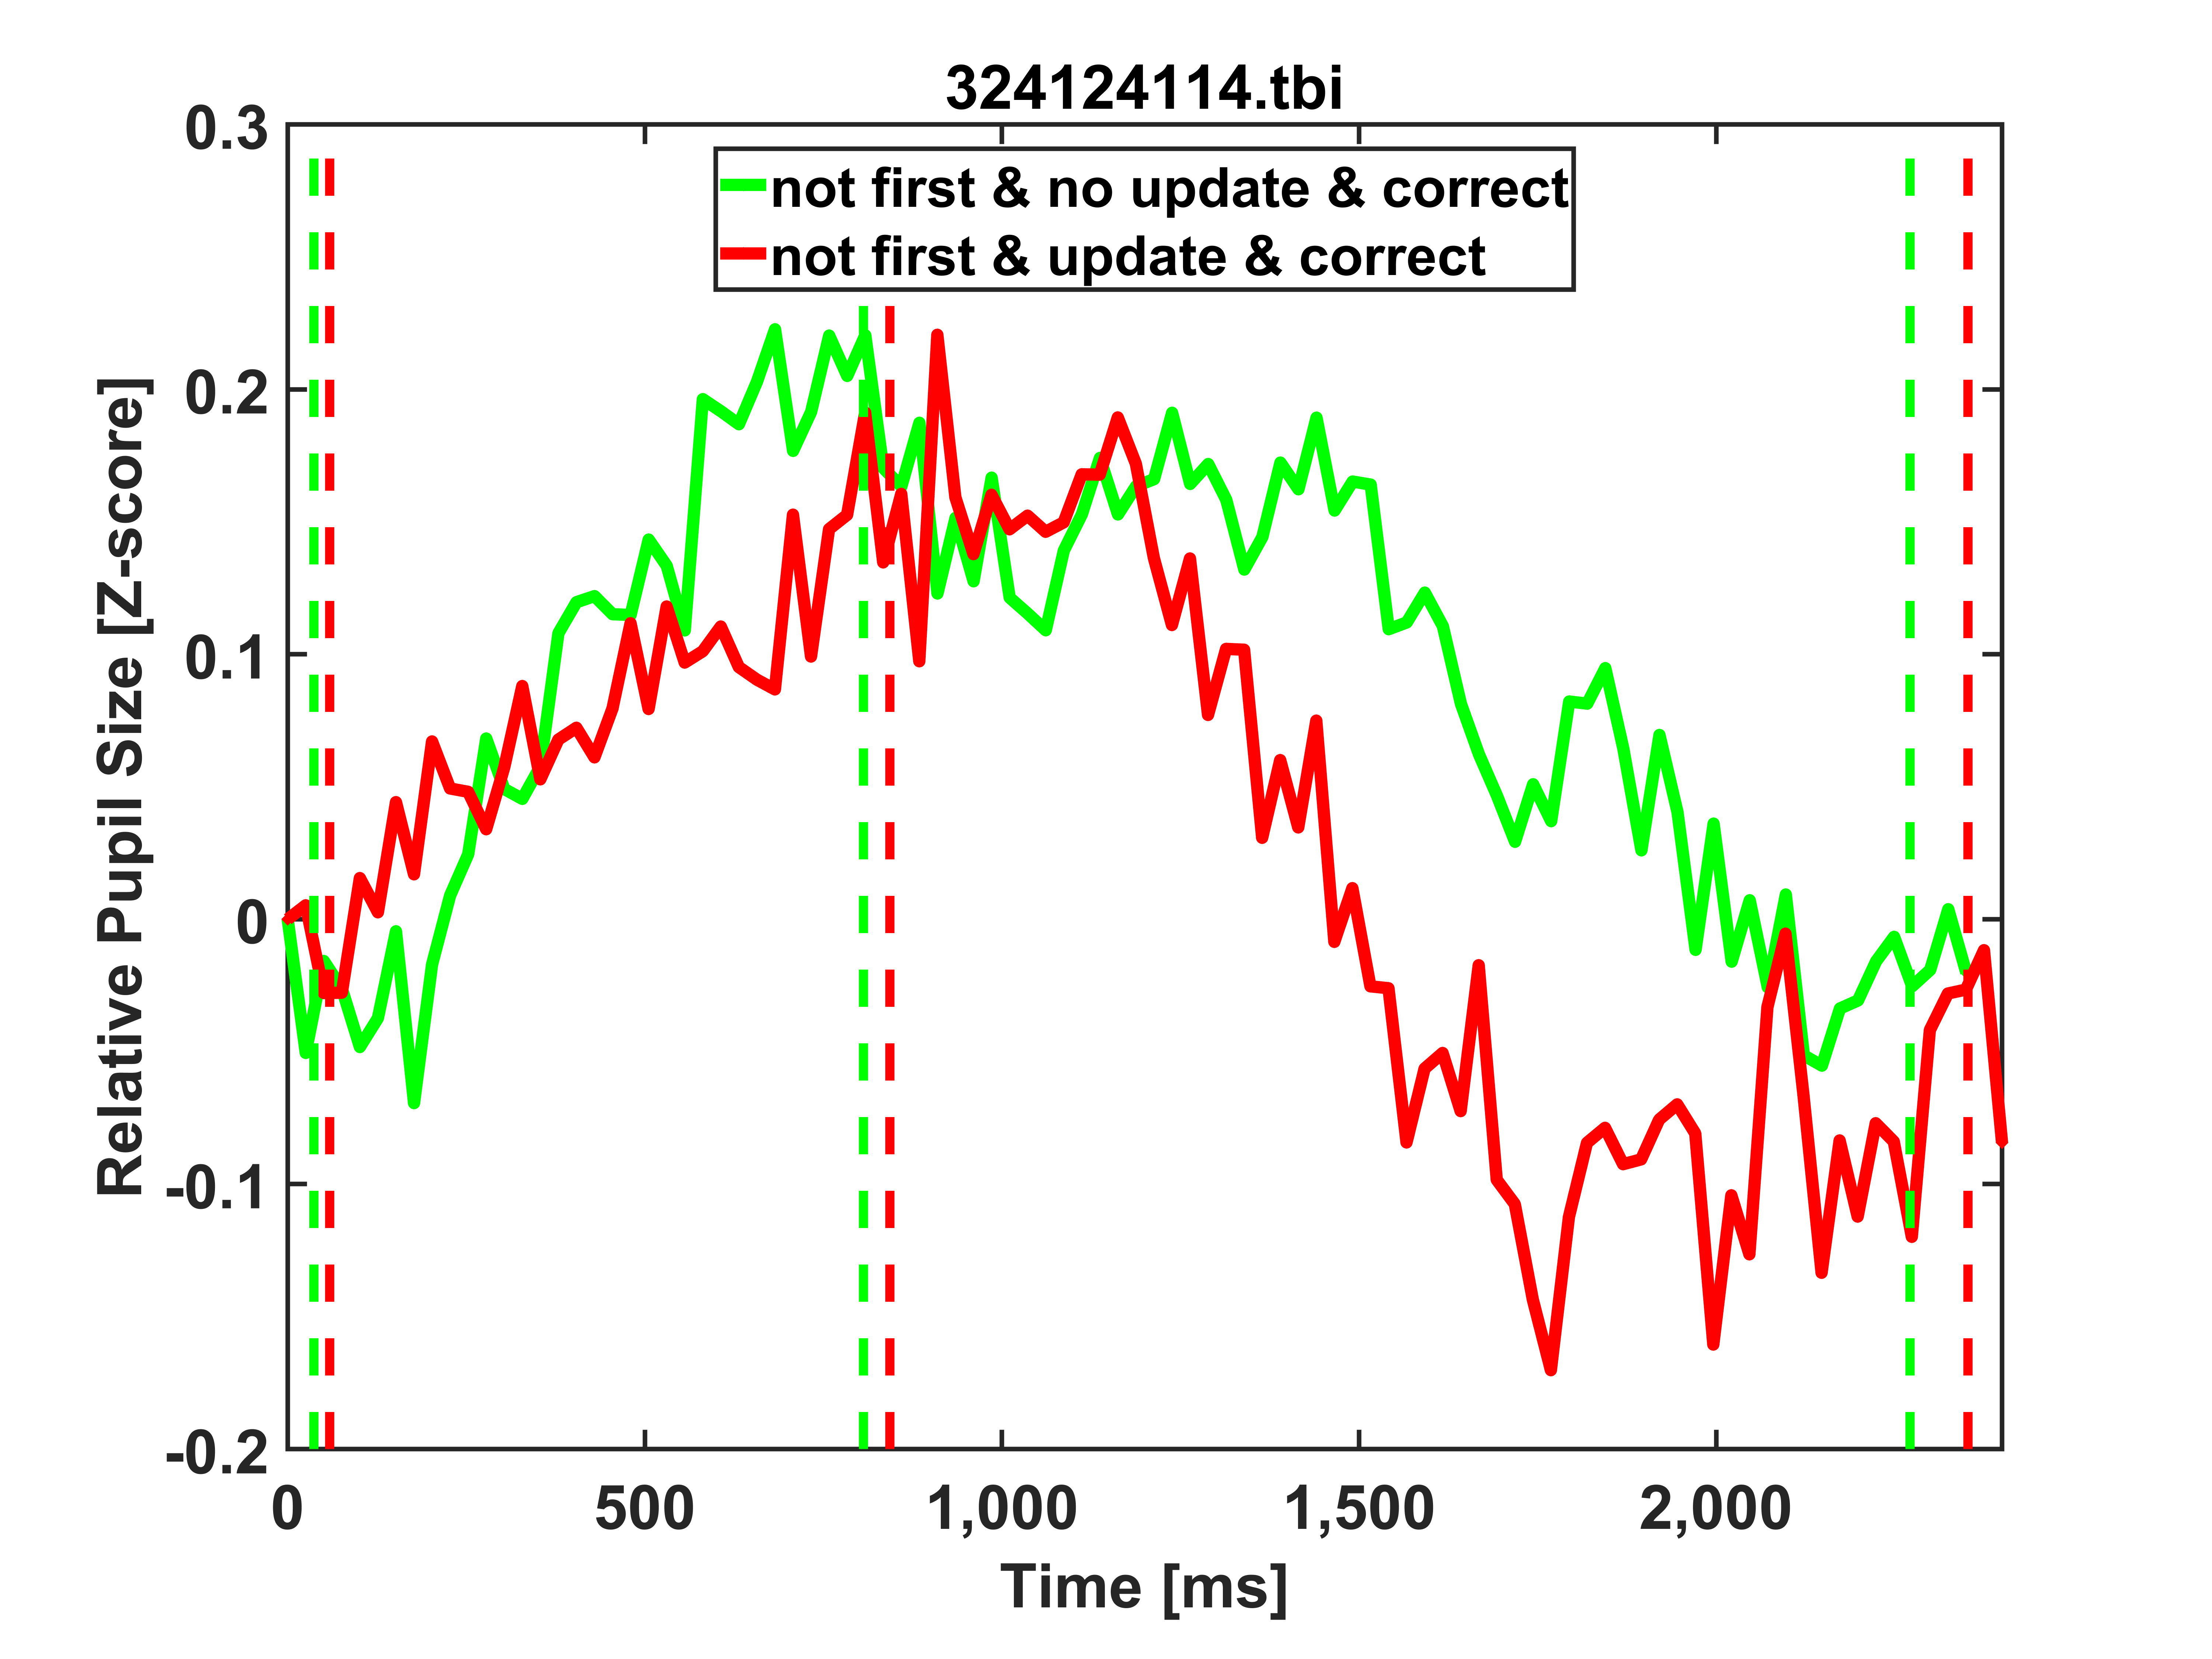 324124114.tbi
not first & no update & correct
not first & update & correct
Relative Pupil Size [Z-score]
0.3
0.2
0.1
0
-0.1
-0.2
0
500
1,000
1,500
2,000
Time [ms]